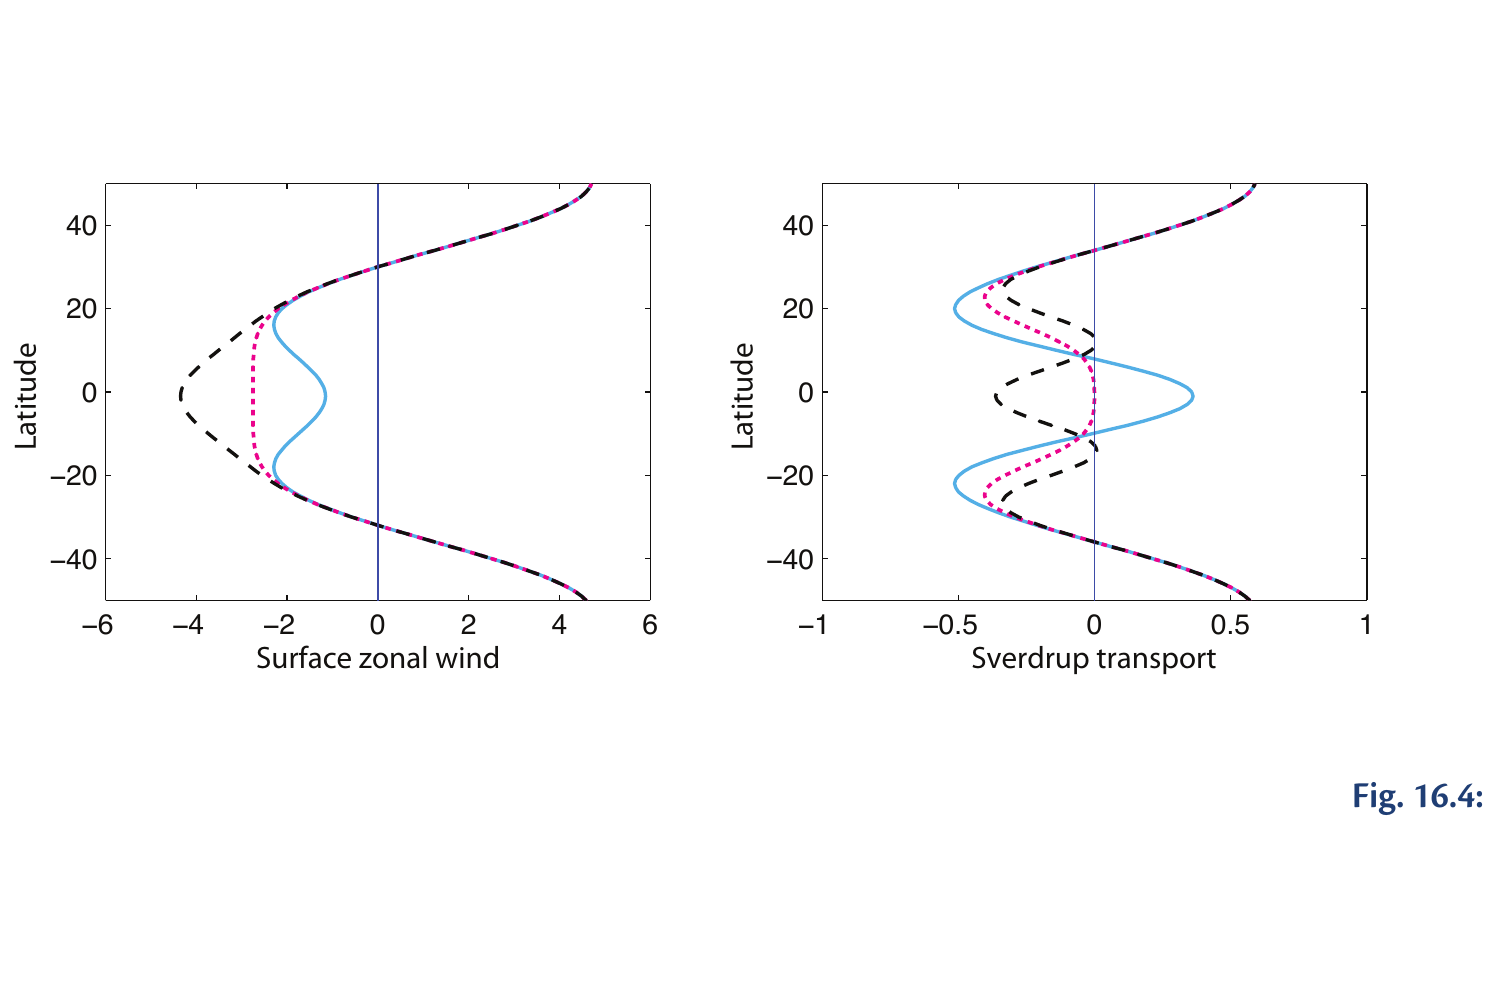 40
20
0
−20
−40
Latitude
−6 −4 −2 0 2 4 6
Surface zonal wind
40
20
0
−20
−40
Latitude
−1 −0.5 0 0.5 1
Sverdrup transport
Fig. 16.4: